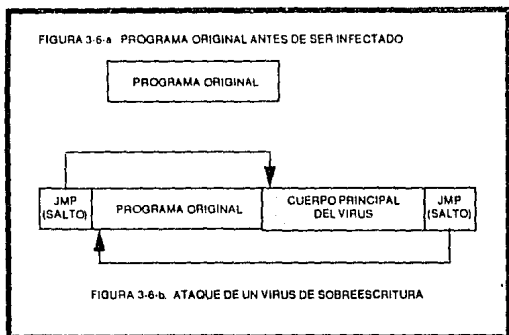 FIGURA 3-6-a PROGRAMA ORIGINAL ANTES DE SER INFECTADO
PROGRAMA ORIGINAL
JMP
(SALTO)
PROGRAMA ORIGINAL
CUERPO PRINCIPAL
DEL VIRUS
JMP
(SALTO)
FIGURA 3-6-b. ATAQUE DE UN VIRUS DE SOBREESCRITURA